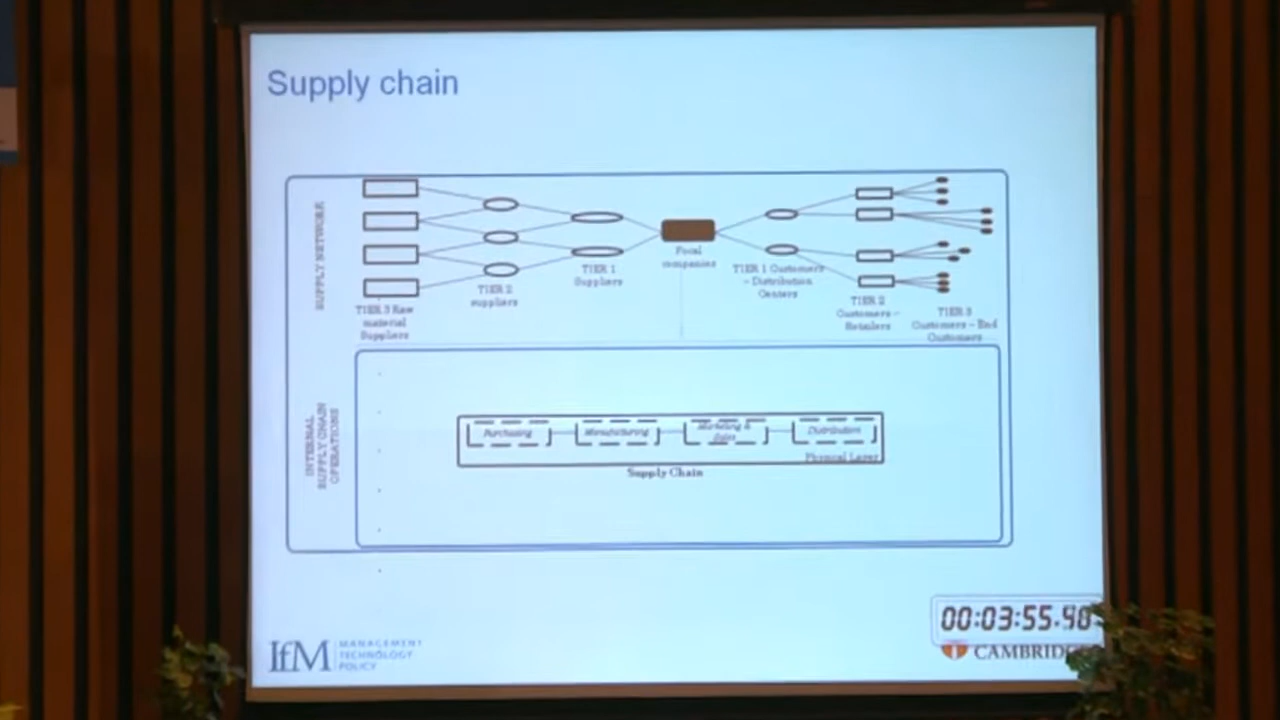 Supply chain
SUPPLY NETWORK
Focal
companies
TIER 1
Suppliers
TIER 2
suppliers
TIER 3 Raw
material
Suppliers
TIER 1 Customers
- Distribution
Centers
TIER 2
Customers -
Retailers
TIER 3
Customers - End
Customers
INTERNAL
SUPPLY CHAIN
OPERATIONS
Purchasing
Manufacturing
Marketing &
Sales
Distribution
Physical Layer
Supply Chain
IfM
MANAGEMENT
TECHNOLOGY
POLICY
00:03:55.40
CAMBRIDG